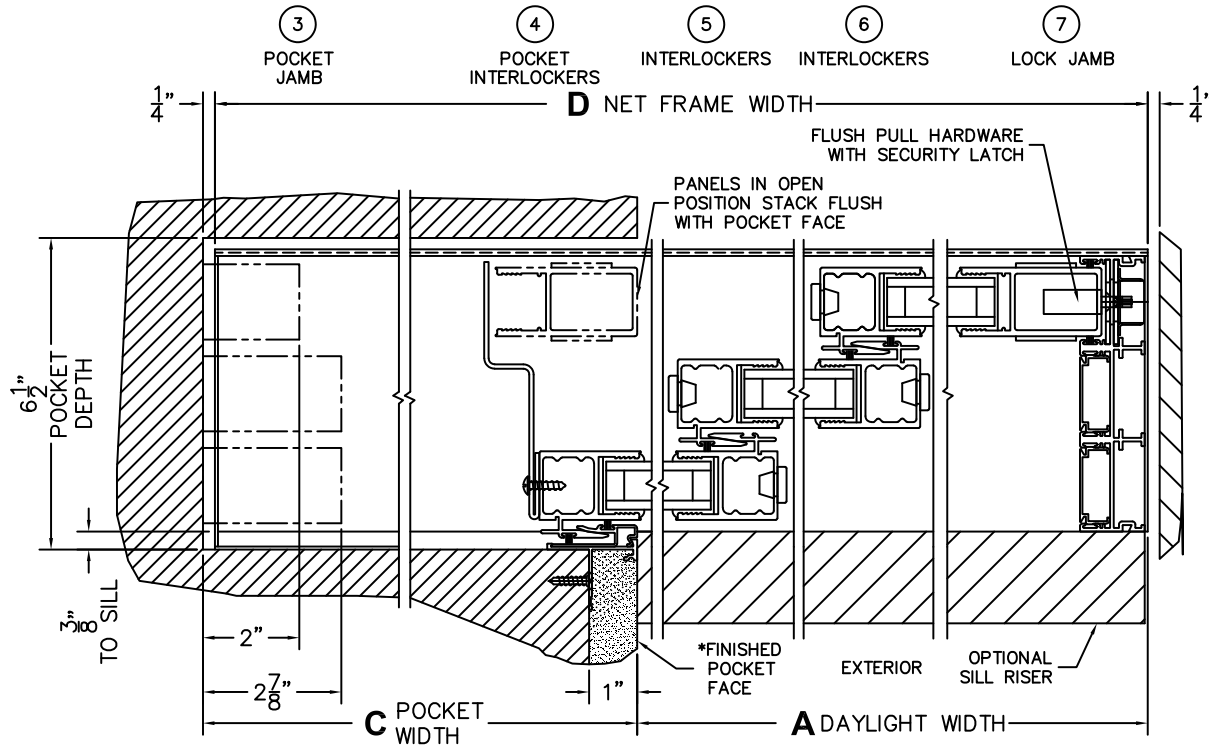 3
POCKET
JAMB
4
POCKET
INTERLOCKERS
5
INTERLOCKERS
6
INTERLOCKERS
7
LOCK JAMB
1/4"
D NET FRAME WIDTH
1/4"
FLUSH PULL HARDWARE
WITH SECURITY LATCH
PANELS IN OPEN
POSITION STACK FLUSH
WITH POCKET FACE
6 1/2"
POCKET
DEPTH
3/8"
TO SILL
2"
2 7/8"
1"
*FINISHED
POCKET
FACE
EXTERIOR
OPTIONAL
SILL RISER
C POCKET
WIDTH
A DAYLIGHT WIDTH